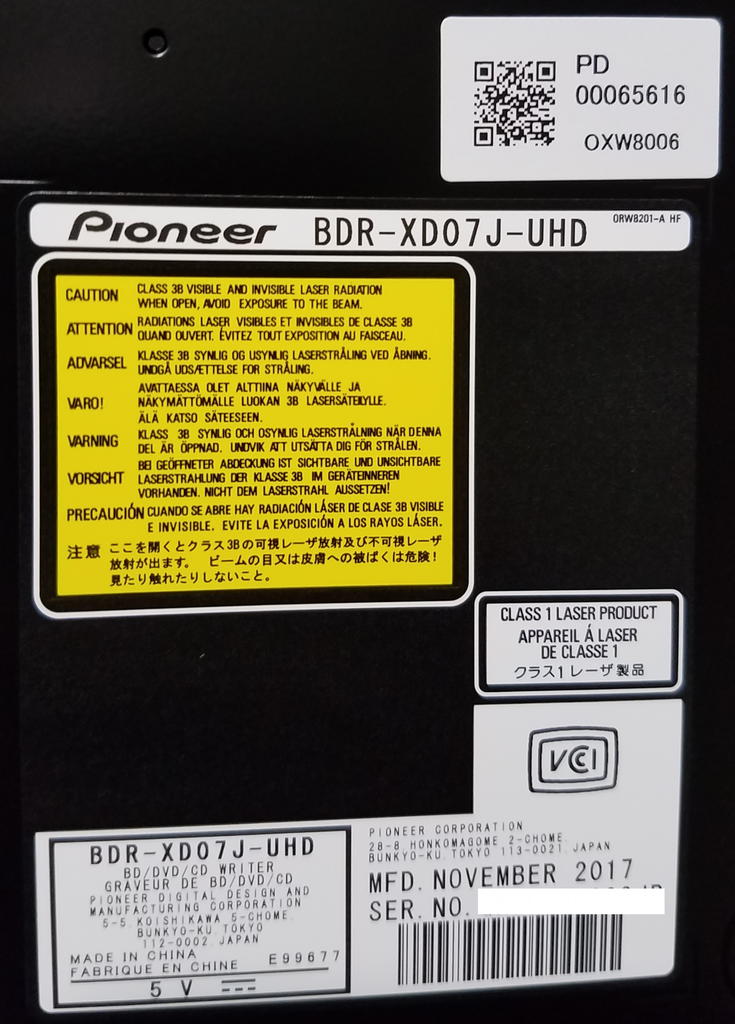 PD
00065616
OXW8006
Pioneer BDR-XD07J-UHD ORW8201-A HF
CAUTION CLASS 3B VISIBLE AND INVISIBLE LASER RADIATION
WHEN OPEN, AVOID EXPOSURE TO THE BEAM.
ATTENTION RADIATIONS LASER VISIBLES ET INVISIBLES DE CLASSE 3B
QUAND OUVERT. ÉVITEZ TOUT EXPOSITION AU FAISCEAU.
ADVARSEL KLASSE 3B SYNLIG OG USYNLIG LASERSTRÅLING VED ÅBNING.
UNDGÅ UDSÆTTELSE FOR STRÅLING.
VARO! AVATTAESSA OLET ALTTIINA NÄKYVÄLLE JA
NÄKYMÄTTÖMÄLLE LUOKAN 3B LASERSÄTEILYLLE.
ÄLÄ KATSO SÄTEESEEN.
VARNING KLASS 3B SYNLIG OCH OSYNLIG LASERSTRÅLNING NÄR DENNA
DEL ÄR ÖPPNAD. UNDVIK ATT UTSÄTTA DIG FÖR STRÅLEN.
VORSICHT BEI GEÖFFNETER ABDECKUNG IST SICHTBARE UND UNSICHTBARE
LASERSTRAHLUNG DER KLASSE 3B IM GERÄTEINNEREN
VORHANDEN. NICHT DEM LASERSTRAHL AUSSETZEN!
PRECAUCIÓN CUANDO SE ABRE HAY RADIACIÓN LÁSER DE CLASE 3B VISIBLE
E INVISIBLE. EVITE LA EXPOSICIÓN A LOS RAYOS LÁSER.
注意 ここを開くとクラス3Bの可視レーザ放射及び不可視レーザ
放射が出ます。 ビームの目又は皮膚への被ばくは危険!
見たり触れたりしないこと。
CLASS 1 LASER PRODUCT
APPAREIL Á LASER
DE CLASSE 1
クラス1 レーザ製品
VCCI
BDR-XD07J-UHD
BD/DVD/CD WRITER
GRAVEUR DE BD/DVD/CD
PIONEER DIGITAL DESIGN AND
MANUFACTURING CORPORATION
5-5, KOISHIKAWA 5-CHOME,
BUNKYO-KU, TOKYO
112-0002, JAPAN
MADE IN CHINA
FABRIQUE EN CHINE E99677
5 V
PIONEER CORPORATION
28-8, HONKOMAGOME 2-CHOME,
BUNKYO-KU, TOKYO 113-0021, JAPAN
MFD. NOVEMBER 2017
SER. NO.